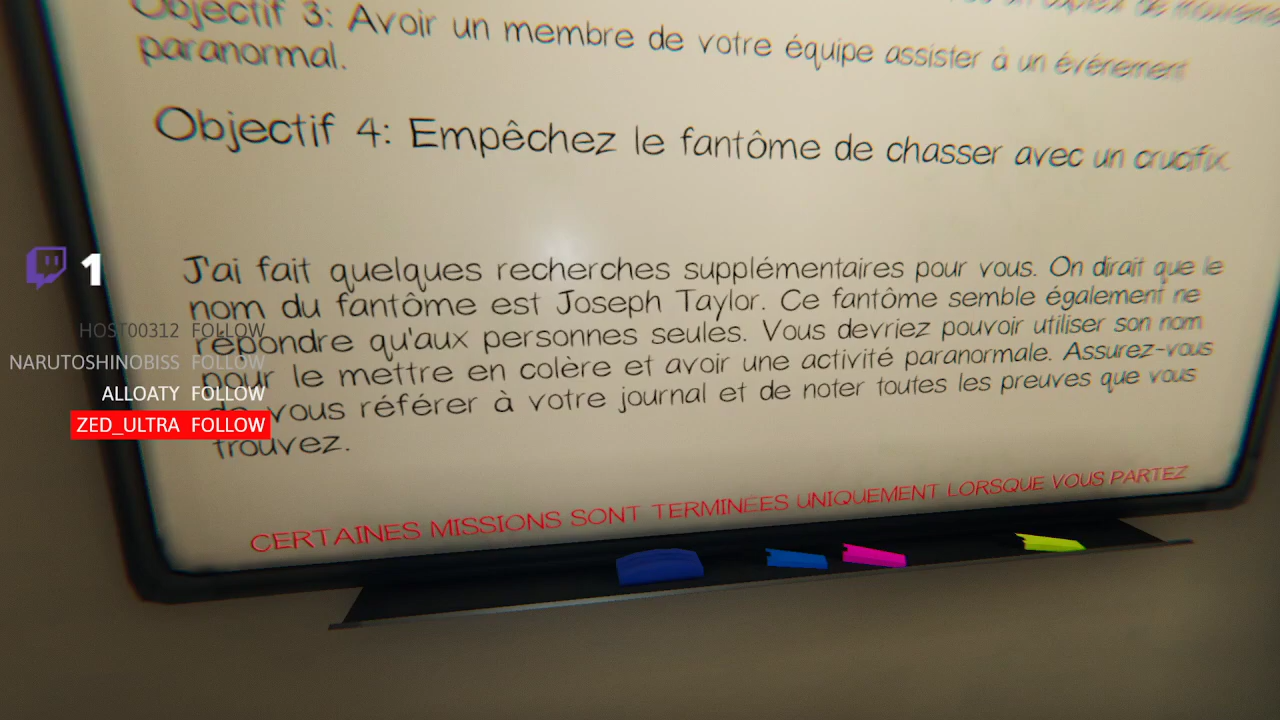 Objectif 3: Avoir un membre de votre équipe assister à un événement
paranormal.
Objectif 4: Empêchez le fantôme de chasser avec un crucifix.
J'ai fait quelques recherches supplémentaires pour vous. On dirait que le
nom du fantôme est Joseph Taylor. Ce fantôme semble également ne
répondre qu'aux personnes seules. Vous devriez pouvoir utiliser son nom
pour le mettre en colère et avoir une activité paranormale. Assurez-vous
de vous référer à votre journal et de noter toutes les preuves que vous
trouvez.
CERTAINES MISSIONS SONT TERMINÉES UNIQUEMENT LORSQUE VOUS PARTEZ
1
HOST00312 FOLLOW
NARUTOSHINOBISS FOLLOW
ALLOATY FOLLOW
ZED_ULTRA FOLLOW